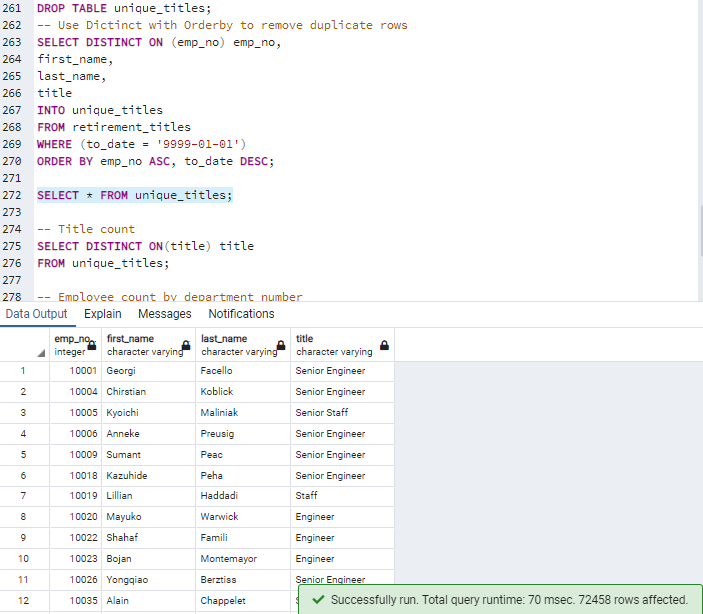 261 DROP TABLE unique_titles;
262 -- Use Dictinct with Orderby to remove duplicate rows
263 SELECT DISTINCT ON (emp_no) emp_no,
264 first_name,
265 last_name,
266 title
267 INTO unique_titles
268 FROM retirement_titles
269 WHERE (to_date = '9999-01-01')
270 ORDER BY emp_no ASC, to_date DESC;
271
272 SELECT * FROM unique_titles;
273
274 -- Title count
275 SELECT DISTINCT ON(title) title
276 FROM unique_titles;
277
278 -- Employee count by department number
Data Output Explain Messages Notifications
emp_no first_name last_name title
integer character varying character varying character varying
1 10001 Georgi Facello Senior Engineer
2 10004 Chirstian Koblick Senior Engineer
3 10005 Kyoichi Maliniak Senior Staff
4 10006 Anneke Preusig Senior Engineer
5 10009 Sumant Peac Senior Engineer
6 10018 Kazuhide Peha Senior Engineer
7 10019 Lillian Haddadi Staff
8 10020 Mayuko Warwick Engineer
9 10022 Shahaf Famili Engineer
10 10023 Bojan Montemayor Engineer
11 10026 Yongqiao Berztiss Senior Engineer
12 10035 Alain Chappelet
Successfully run. Total query runtime: 70 msec. 72458 rows affected.